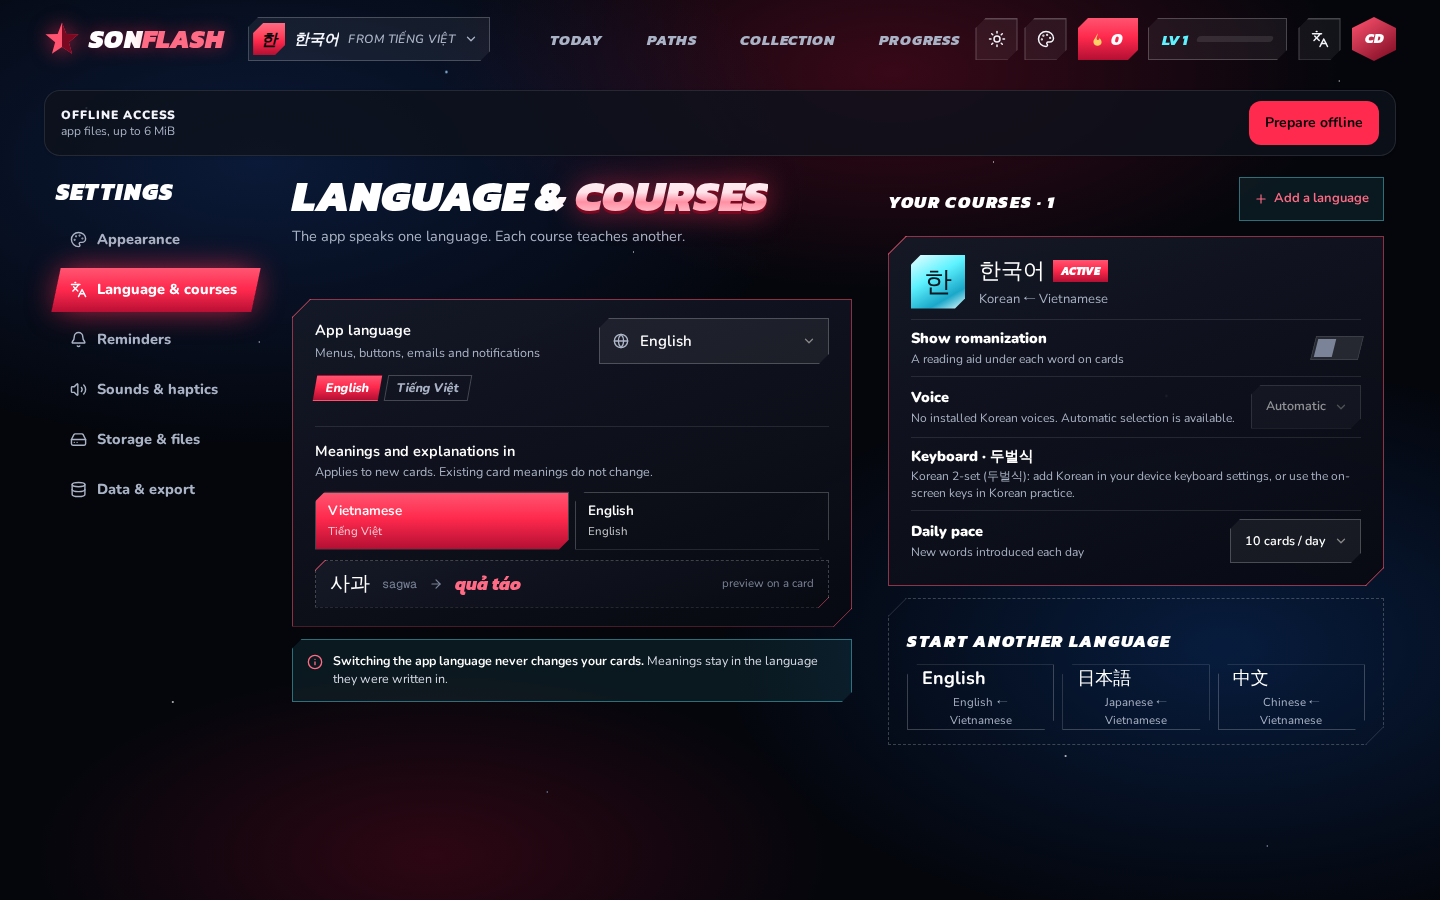 SONFLASH
한 한국어 FROM TIẾNG VIỆT
TODAY
PATHS
COLLECTION
PROGRESS
0
LV 1
CD
OFFLINE ACCESS
app files, up to 6 MiB
Prepare offline
SETTINGS
Appearance
Language & courses
Reminders
Sounds & haptics
Storage & files
Data & export
LANGUAGE & COURSES
The app speaks one language. Each course teaches another.
App language
Menus, buttons, emails and notifications
English
English
Tiếng Việt
Meanings and explanations in
Applies to new cards. Existing card meanings do not change.
Vietnamese
Tiếng Việt
English
English
사과 sagwa → quả táo
preview on a card
Switching the app language never changes your cards. Meanings stay in the language
they were written in.
YOUR COURSES · 1
+ Add a language
한
한국어 ACTIVE
Korean ← Vietnamese
Show romanization
A reading aid under each word on cards
Voice
No installed Korean voices. Automatic selection is available.
Automatic
Keyboard · 두벌식
Korean 2-set (두벌식): add Korean in your device keyboard settings, or use the on-
screen keys in Korean practice.
Daily pace
New words introduced each day
10 cards / day
START ANOTHER LANGUAGE
English
English ←
Vietnamese
日本語
Japanese ←
Vietnamese
中文
Chinese ←
Vietnamese